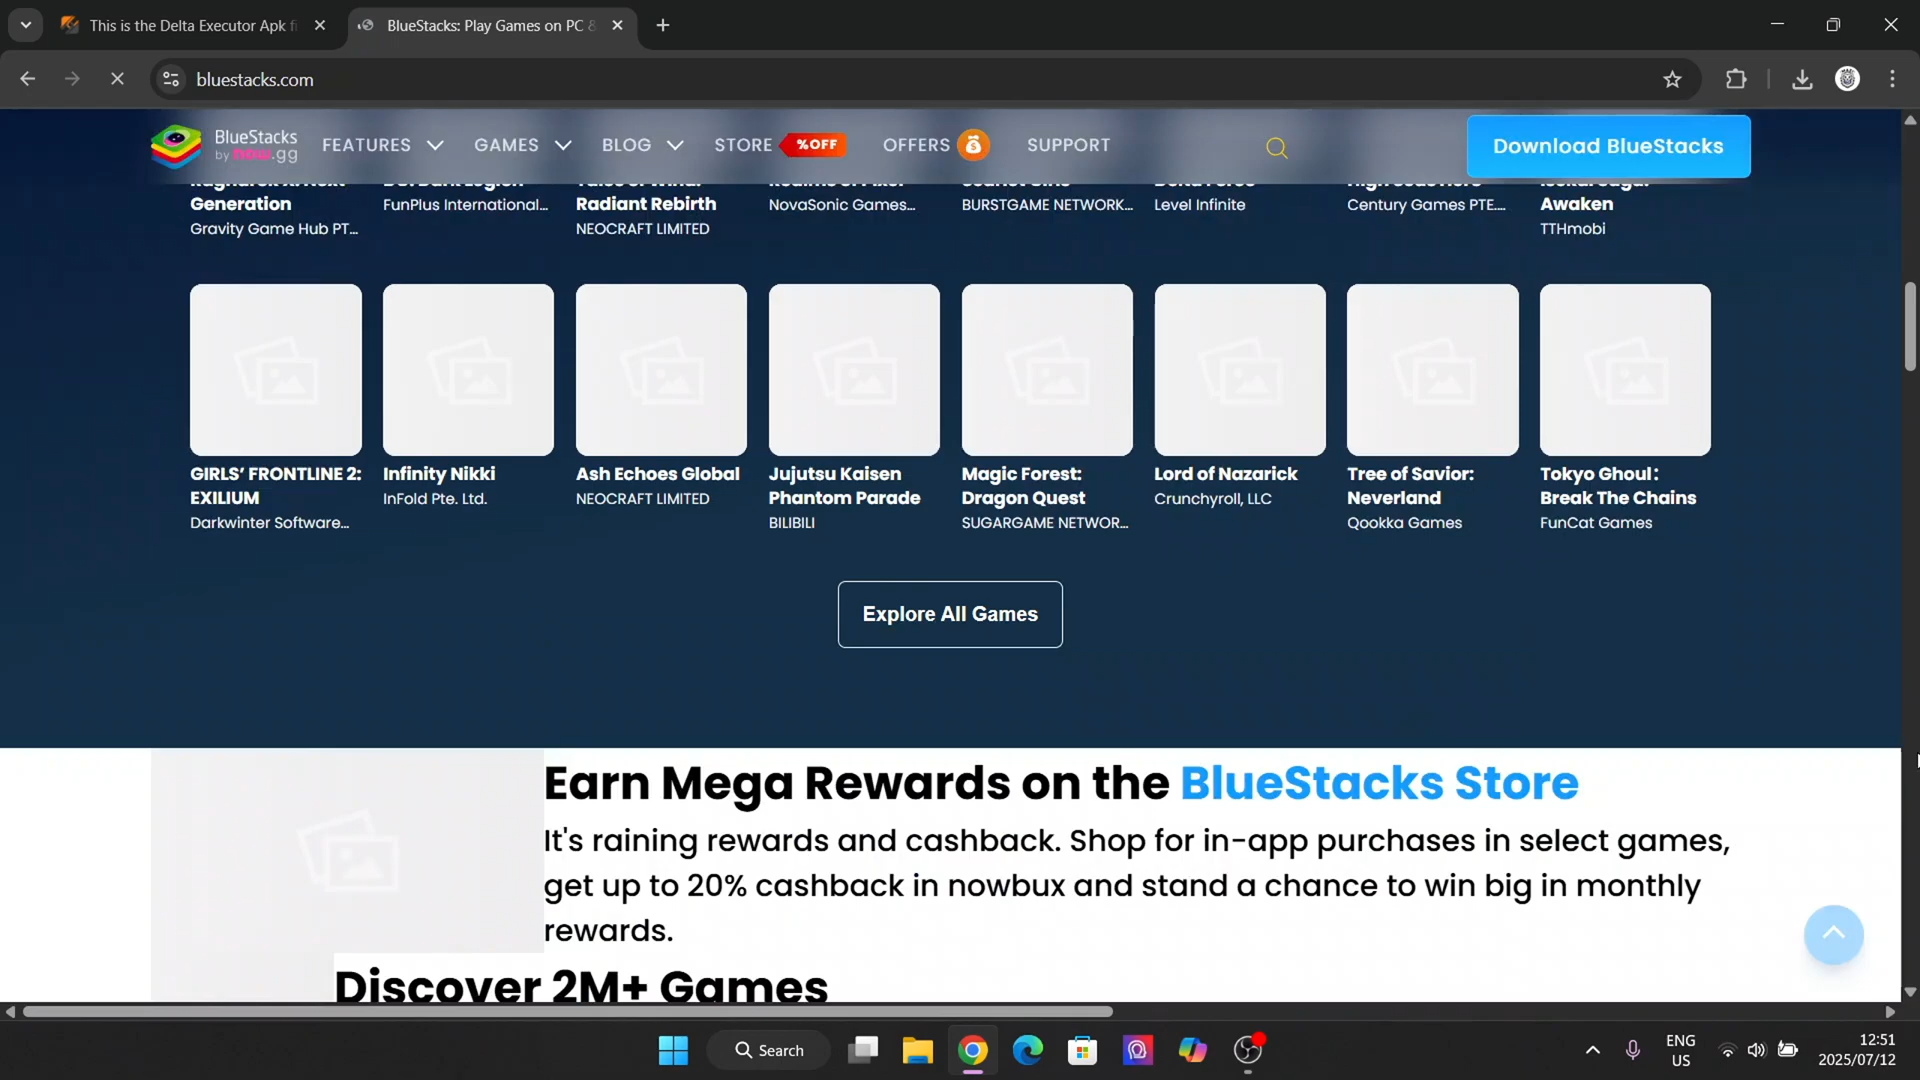 This is the Delta Executor Apk fi
BlueStacks: Play Games on PC &
bluestacks.com
BlueStacks
by now.gg
FEATURES
GAMES
BLOG
STORE
%OFF
OFFERS
SUPPORT
Download BlueStacks
Generation
Gravity Game Hub PT...
FunPlus International...
Radiant Rebirth
NEOCRAFT LIMITED
NovaSonic Games...
BURSTGAME NETWORK...
Level Infinite
Century Games PTE....
Awaken
TTHmobi
GIRLS’ FRONTLINE 2:
EXILIUM
Darkwinter Software...
Infinity Nikki
InFold Pte. Ltd.
Ash Echoes Global
NEOCRAFT LIMITED
Jujutsu Kaisen
Phantom Parade
BILIBILI
Magic Forest:
Dragon Quest
SUGARGAME NETWOR...
Lord of Nazarick
Crunchyroll, LLC
Tree of Savior:
Neverland
Qookka Games
Tokyo Ghoul：
Break The Chains
FunCat Games
Explore All Games
Earn Mega Rewards on the BlueStacks Store
It's raining rewards and cashback. Shop for in-app purchases in select games,
get up to 20% cashback in nowbux and stand a chance to win big in monthly
rewards.
Discover 2M+ Games
Search
ENG
US
12:51
2025/07/12